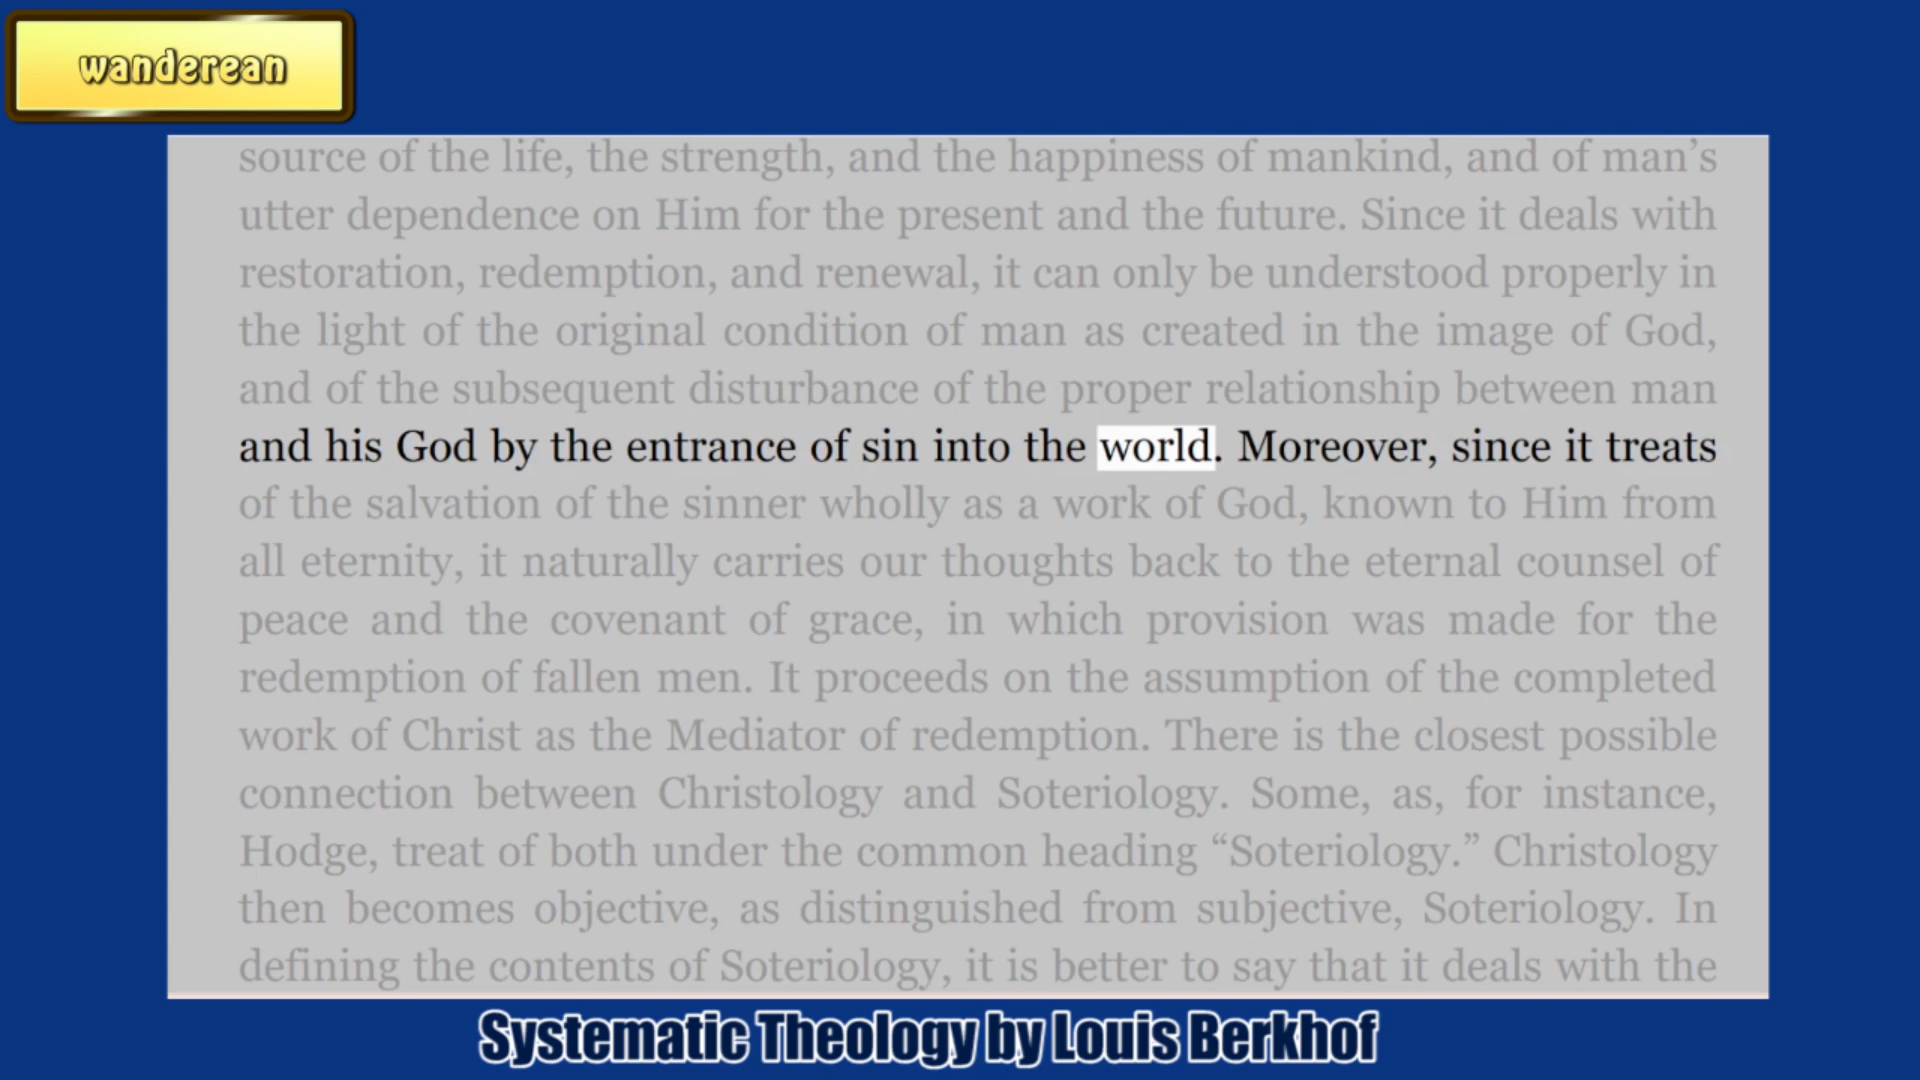 wanderean
source of the life, the strength, and the happiness of mankind, and of man’s
utter dependence on Him for the present and the future. Since it deals with
restoration, redemption, and renewal, it can only be understood properly in
the light of the original condition of man as created in the image of God,
and of the subsequent disturbance of the proper relationship between man
and his God by the entrance of sin into the world. Moreover, since it treats
of the salvation of the sinner wholly as a work of God, known to Him from
all eternity, it naturally carries our thoughts back to the eternal counsel of
peace and the covenant of grace, in which provision was made for the
redemption of fallen men. It proceeds on the assumption of the completed
work of Christ as the Mediator of redemption. There is the closest possible
connection between Christology and Soteriology. Some, as, for instance,
Hodge, treat of both under the common heading “Soteriology.” Christology
then becomes objective, as distinguished from subjective, Soteriology. In
defining the contents of Soteriology, it is better to say that it deals with the
Systematic Theology by Louis Berkhof